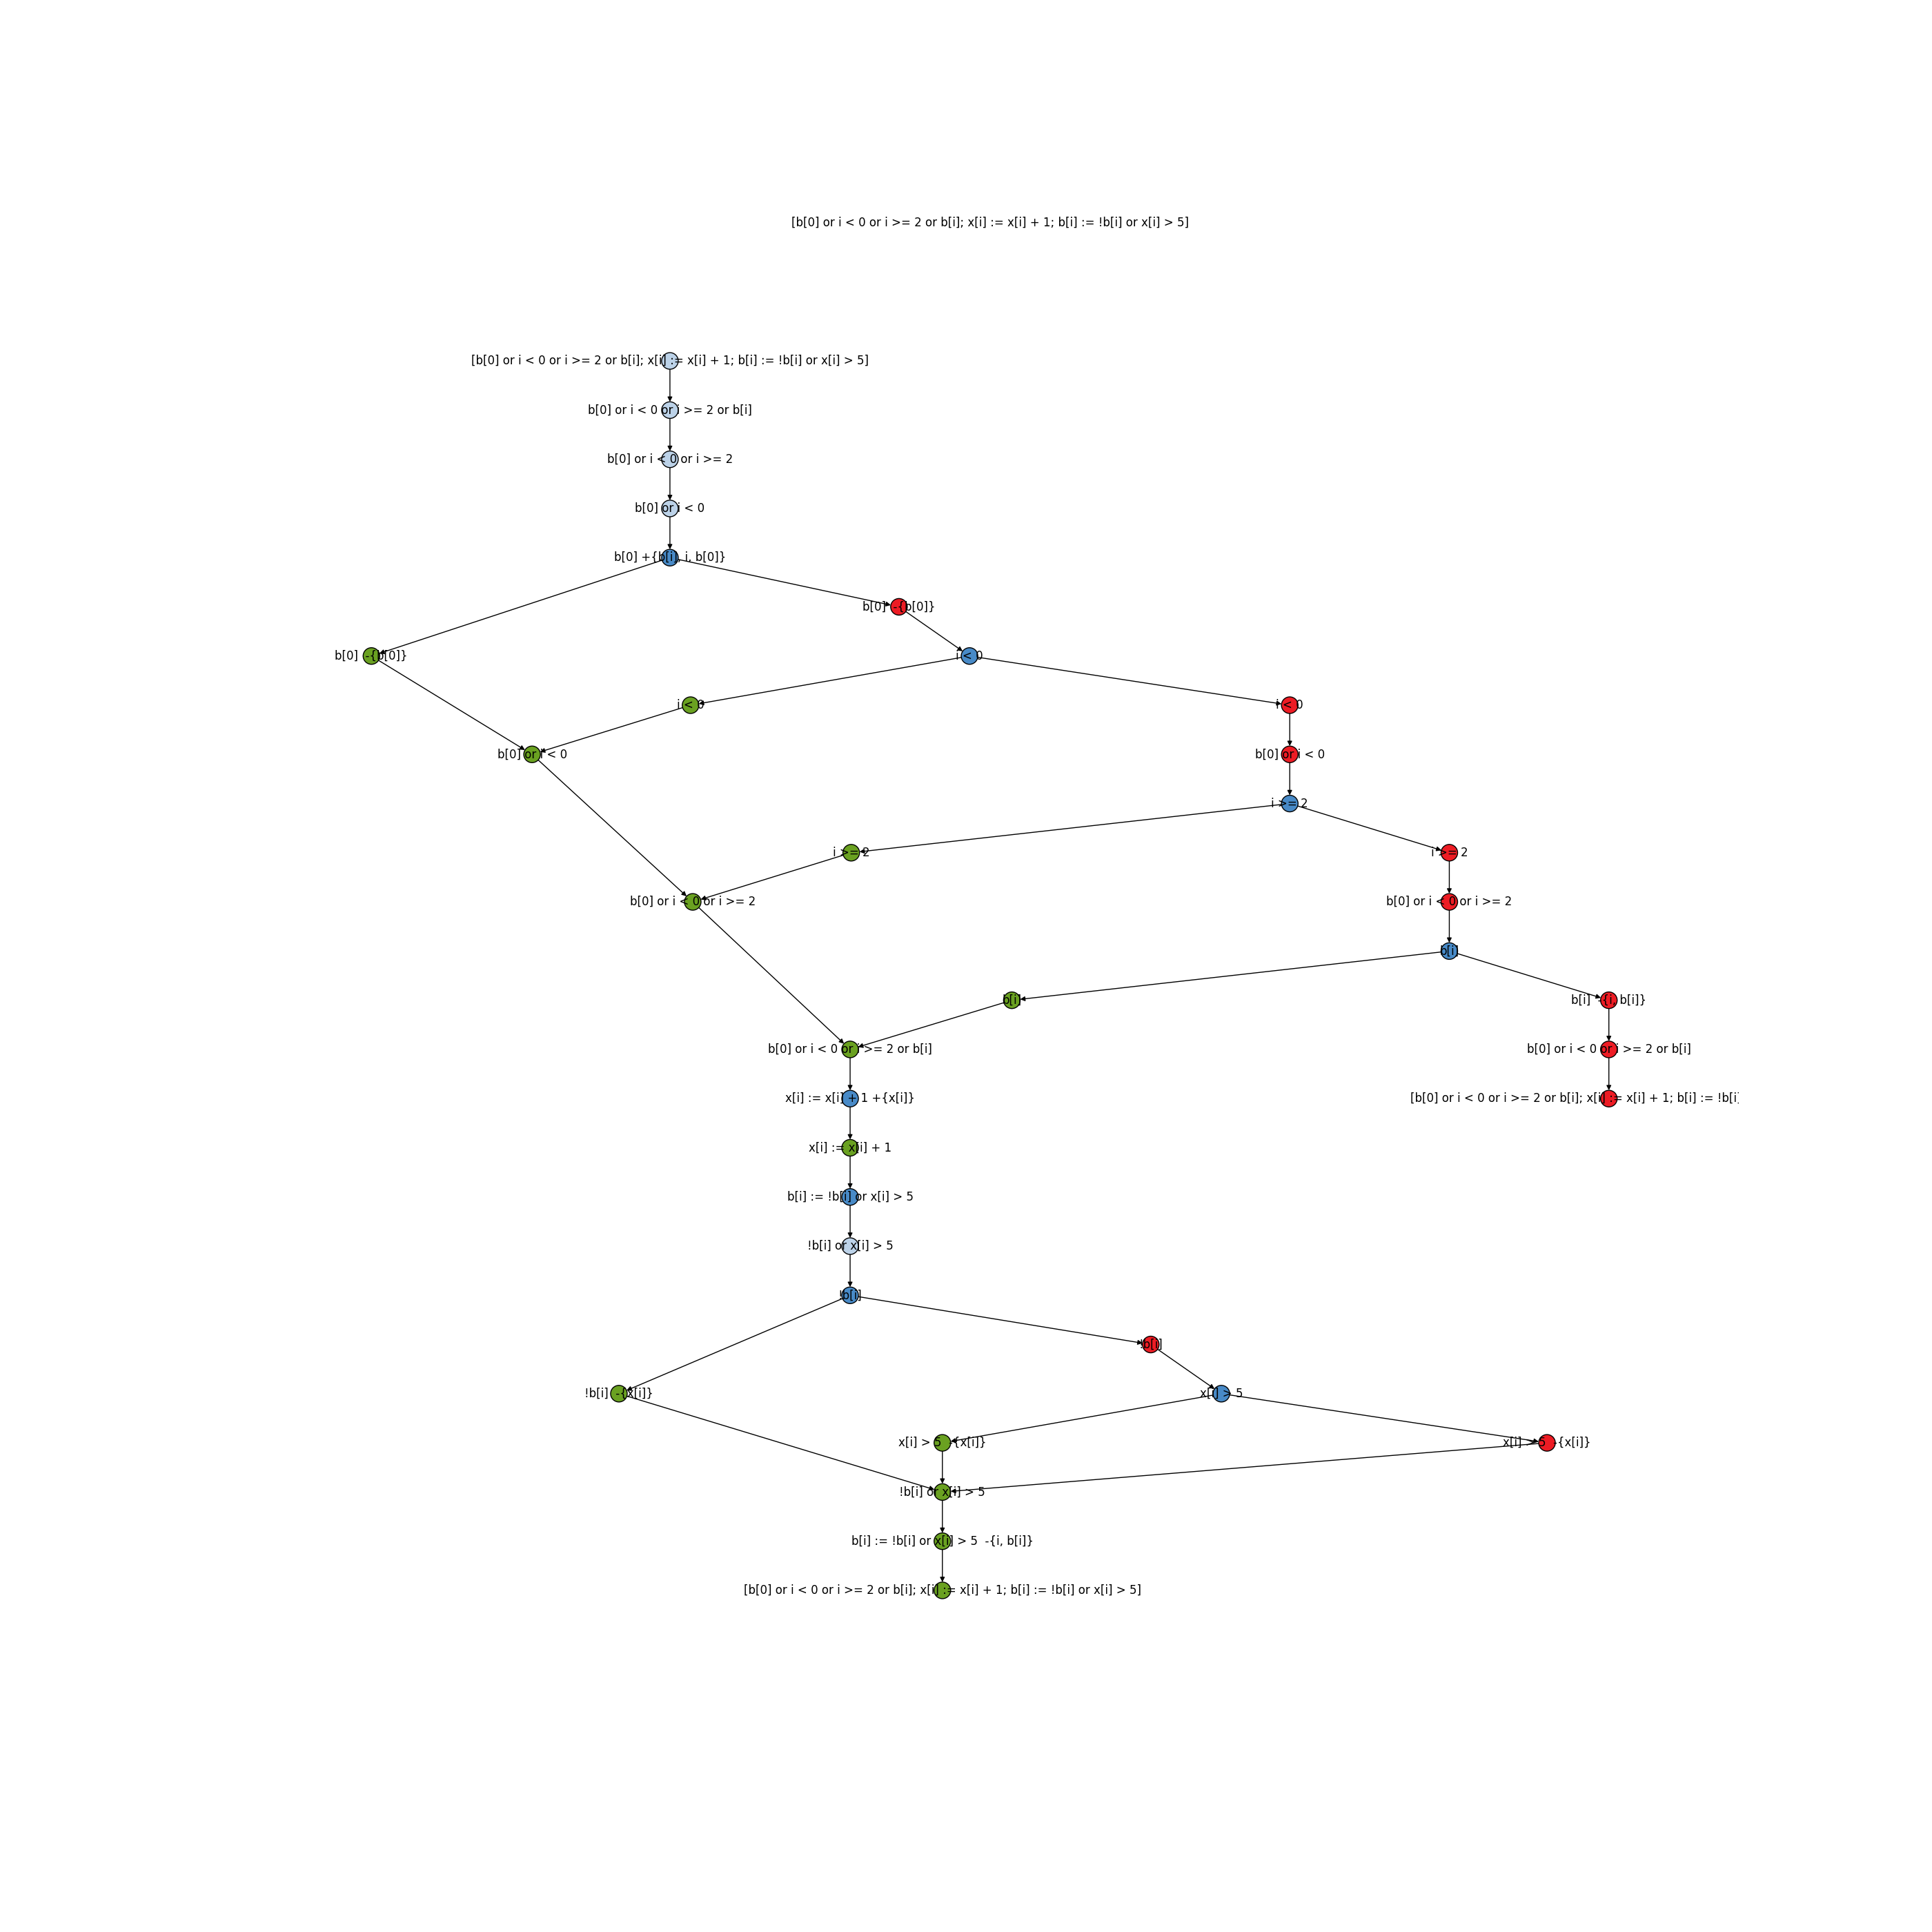 [b[0] or i < 0 or i >= 2 or b[i]; x[i] := x[i] + 1; b[i] := !b[i] or x[i] > 5]
[b[0] or i < 0 or i >= 2 or b[i]; x[i] := x[i] + 1; b[i] := !b[i] or x[i] > 5]
b[0] or i < 0 or i >= 2 or b[i]
b[0] or i < 0 or i >= 2
b[0] or i < 0
b[0] +{b[i], i, b[0]}
b[0] -{b[0]}
b[0] -{b[0]}
i < 0
i < 0
i < 0
b[0] or i < 0
b[0] or i < 0
i >= 2
i >= 2
i >= 2
b[0] or i < 0 or i >= 2
b[0] or i < 0 or i >= 2
b[i]
b[i]
b[i] -{i, b[i]}
b[0] or i < 0 or i >= 2 or b[i]
b[0] or i < 0 or i >= 2 or b[i]
x[i] := x[i] + 1 +{x[i]}
[b[0] or i < 0 or i >= 2 or b[i]; x[i] := x[i] + 1; b[i] := !b[i]
x[i] := x[i] + 1
b[i] := !b[i] or x[i] > 5
!b[i] or x[i] > 5
!b[i]
!b[i]
!b[i] -{x[i]}
x[i] > 5
x[i] > 5 -{x[i]}
x[i] > 5 -{x[i]}
!b[i] or x[i] > 5
b[i] := !b[i] or x[i] > 5 -{i, b[i]}
[b[0] or i < 0 or i >= 2 or b[i]; x[i] := x[i] + 1; b[i] := !b[i] or x[i] > 5]